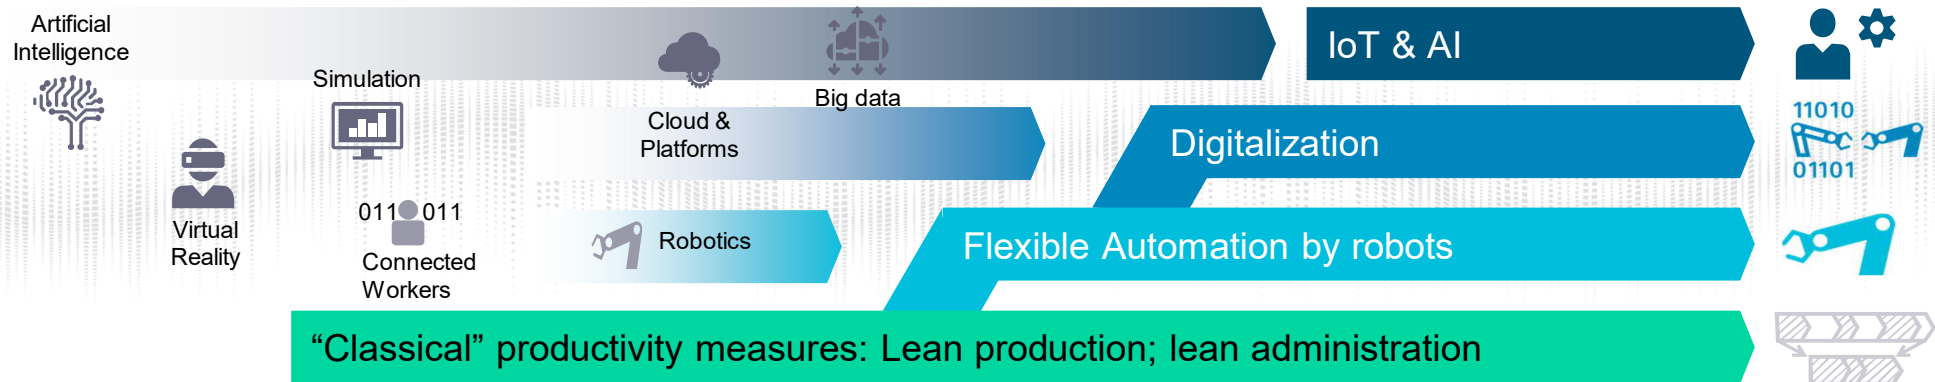 Artificial
Intelligence
Simulation
Virtual
Reality
011 011
Connected
Workers
Cloud &
Platforms
Big data
Robotics
IoT & AI
Digitalization
Flexible Automation by robots
“Classical” productivity measures: Lean production; lean administration
11010
01101